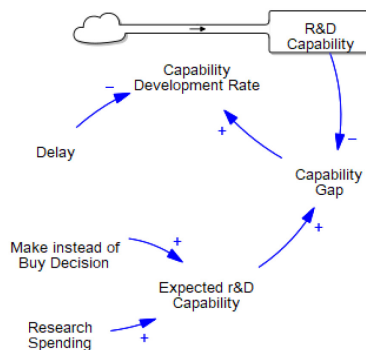 R&D
Capability
Capability
Development Rate
–
+
Delay
–
Capability
Gap
+
Make instead of
Buy Decision
+
Expected r&D
Capability
Research
Spending
+